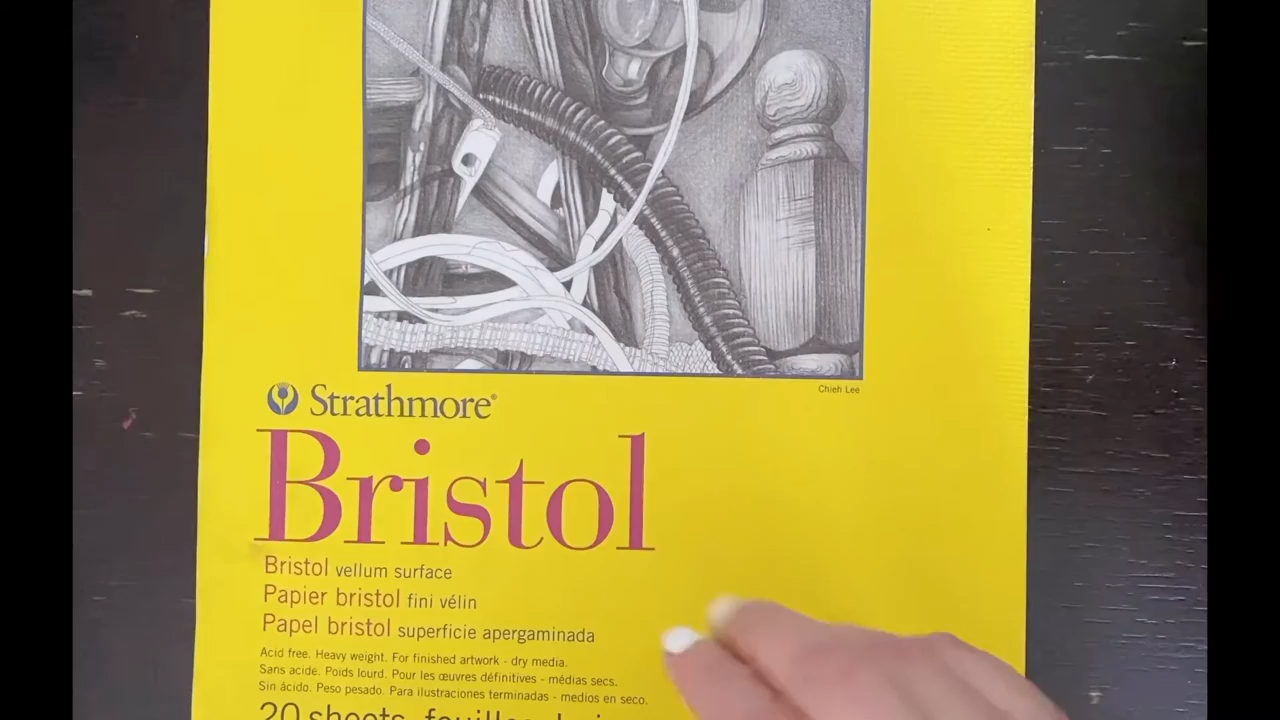 Chieh Lee
Strathmore®
Bristol
Bristol vellum surface
Papier bristol fini vélin
Papel bristol superficie apergaminada
Acid free. Heavy weight. For finished artwork - dry media.
Sans acide. Poids lourd. Pour les œuvres définitives - médias secs.
Sin ácido. Peso pesado. Para ilustraciones terminadas - medios en seco.
20 sheets